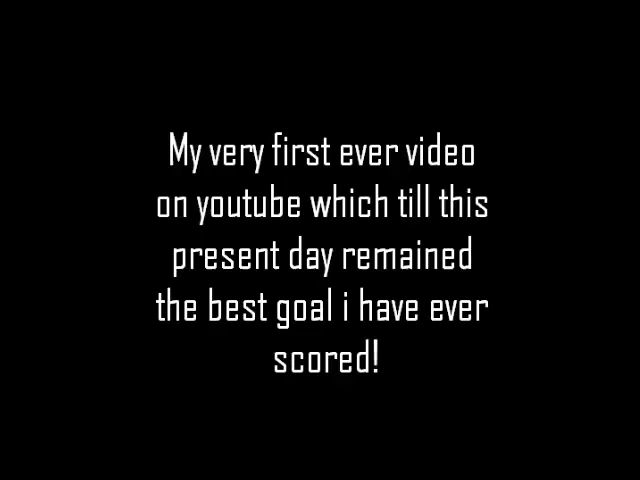 My very first ever video
on youtube which till this
present day remained
the best goal i have ever
scored!